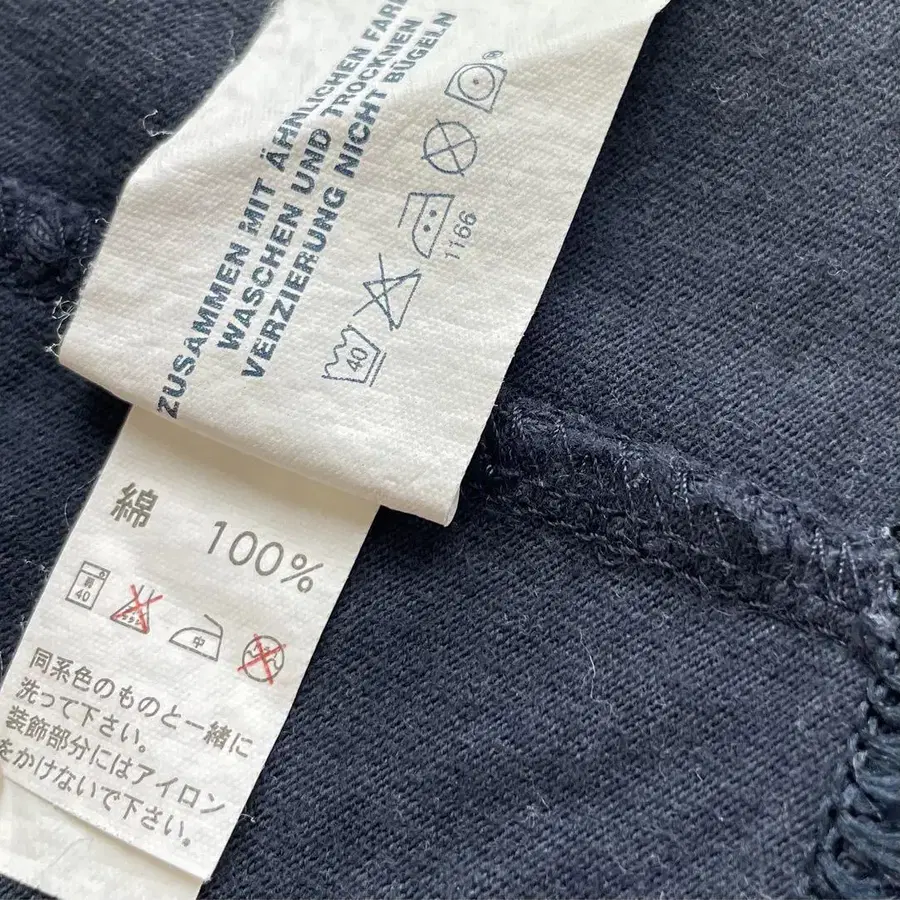 ZUSAMMEN MIT ÄHNLICHEN FAR
WASCHEN UND TROCKNEN
VERZIERUNG NICHT BÜGELN
40
1166
綿 100%
40
中
同系色のものと一緒に
洗って下さい。
装飾部分にはアイロン
をかけないで下さい。